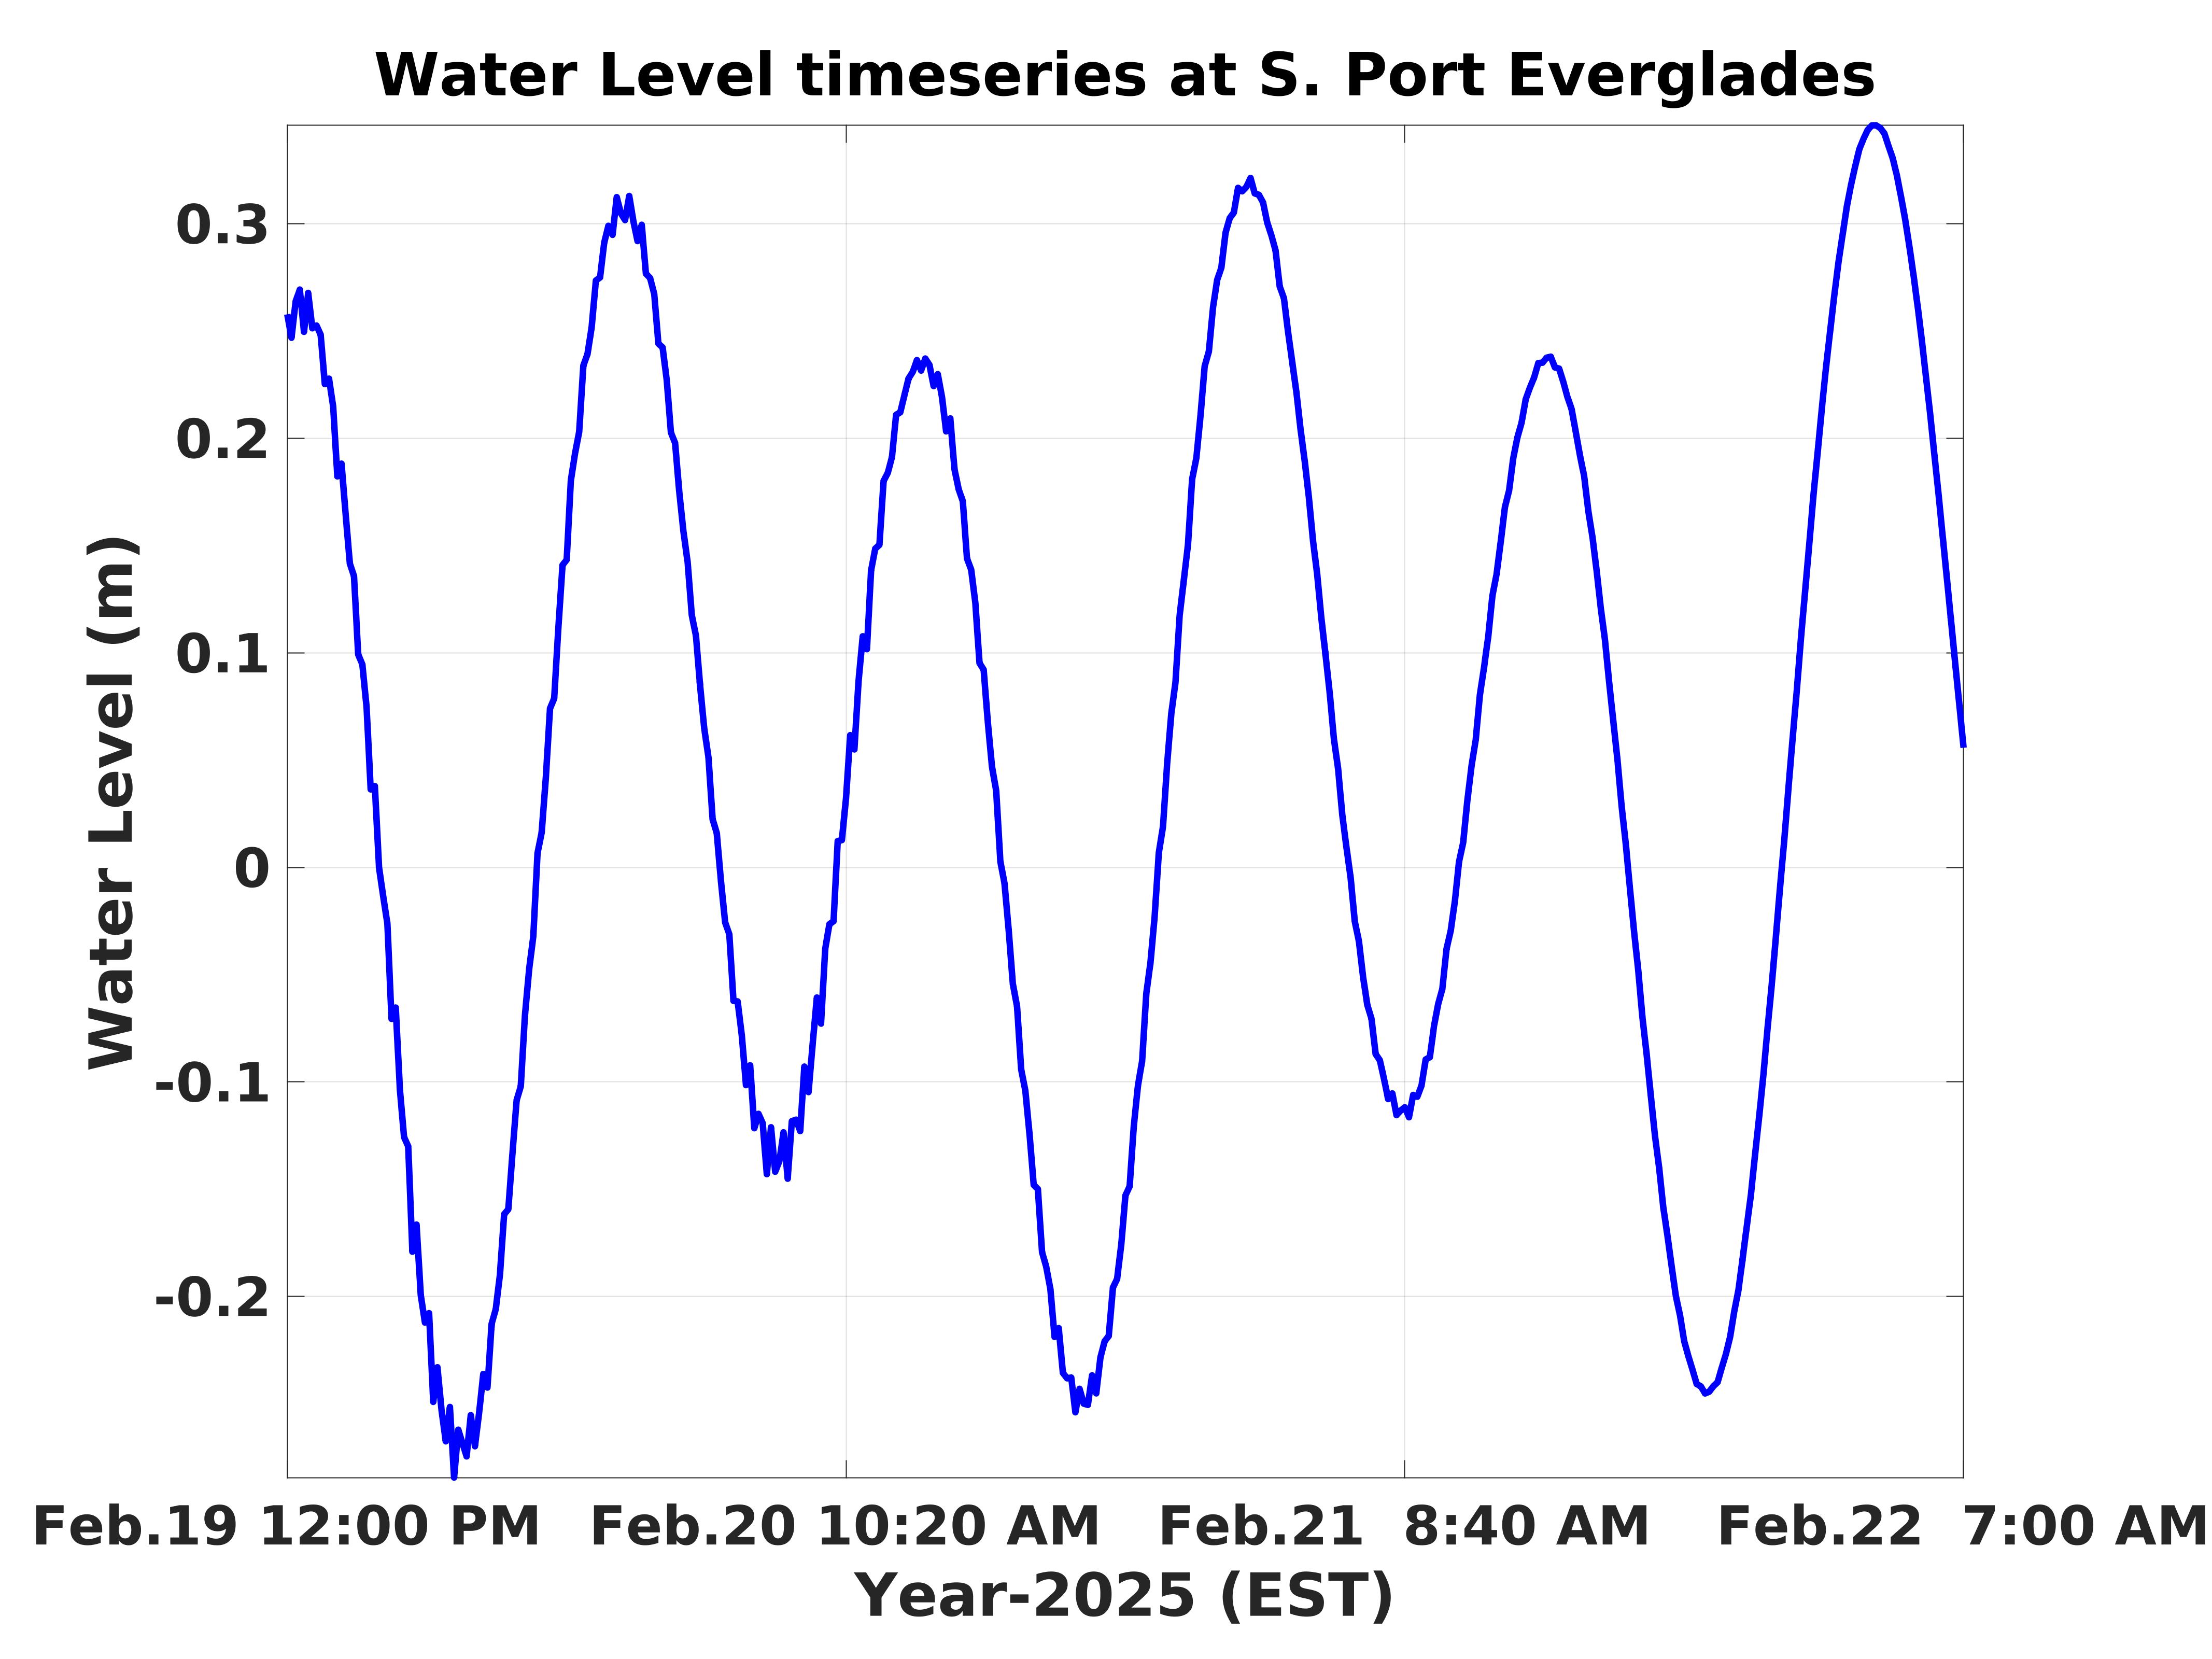 Water Level timeseries at S. Port Everglades
Water Level (m)
0.3
0.2
0.1
0
-0.1
-0.2
Feb.19 12:00 PM Feb.20 10:20 AM Feb.21 8:40 AM Feb.22 7:00 AM
Year-2025 (EST)